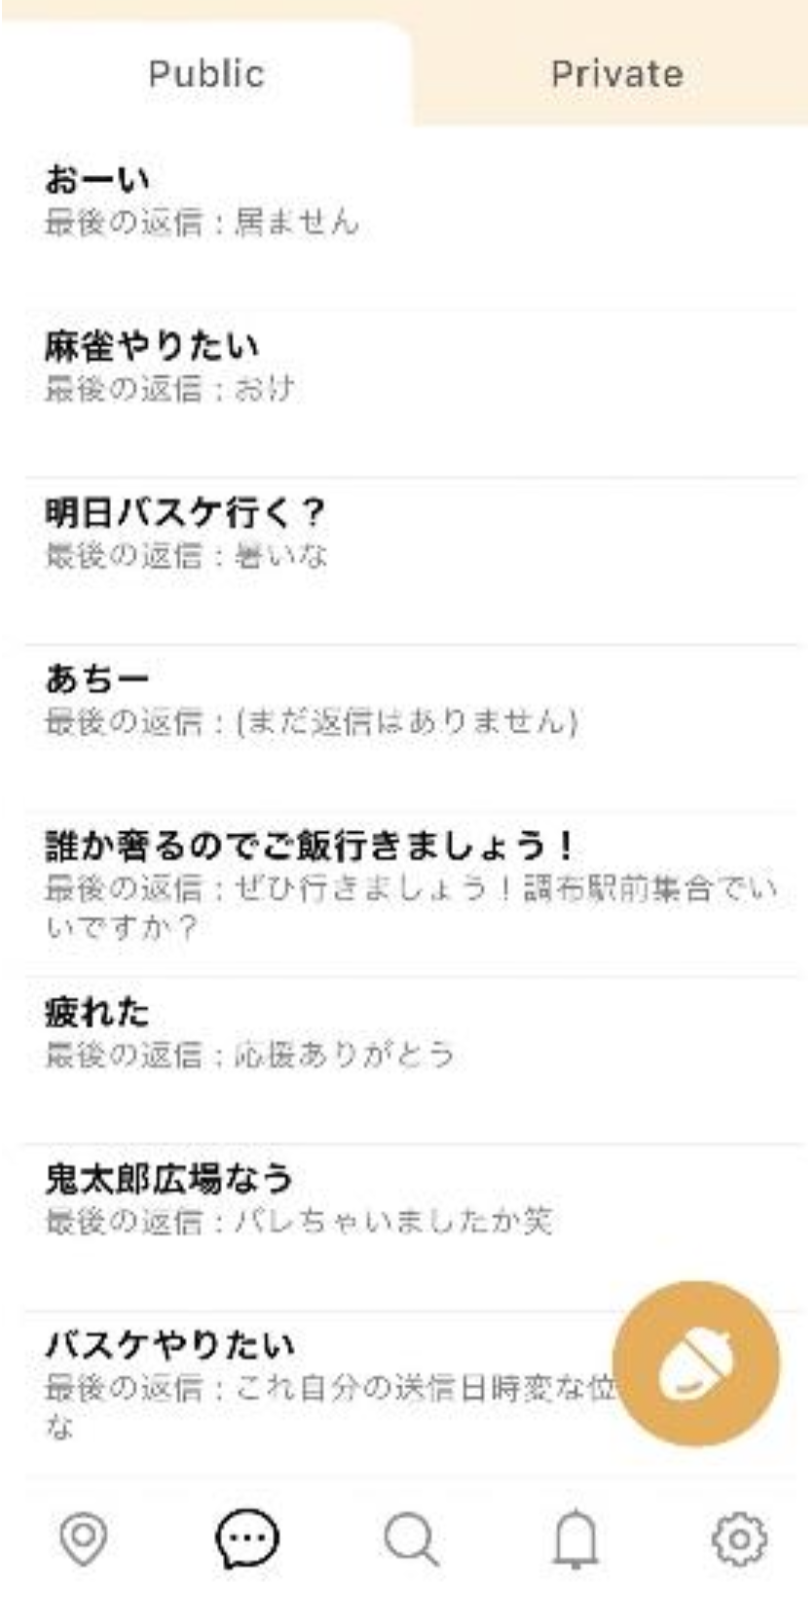 Public
Private
おーい
最後の返信：居ません
麻雀やりたい
最後の返信：おけ
明日バスケ行く？
最後の返信：暑いな
あちー
最後の返信：(まだ返信はありません)
誰か奢るのでご飯行きましょう！
最後の返信：ぜひ行きましょう！調布駅前集合でい
いですか？
疲れた
最後の返信：応援ありがとう
鬼太郎広場なう
最後の返信：バレちゃいましたか笑
バスケやりたい
最後の返信：これ自分の送信日時変な位
な